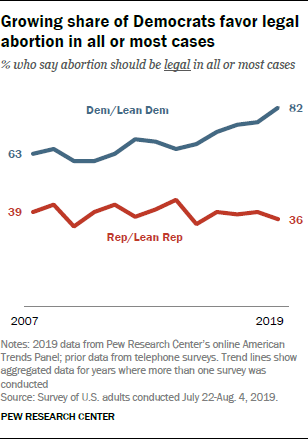 Growing share of Democrats favor legal
abortion in all or most cases
% who say abortion should be legal in all or most cases
Dem/Lean Dem
82
63
39
36
Rep/Lean Rep
2007
2019
Notes: 2019 data from Pew Research Center's online American
Trends Panel; prior data from telephone surveys. Trend lines show
aggregated data for years where more than one survey was
conducted
Source: Survey of U.S. adults conducted July 22-Aug. 4, 2019.
PEW RESEARCH CENTER